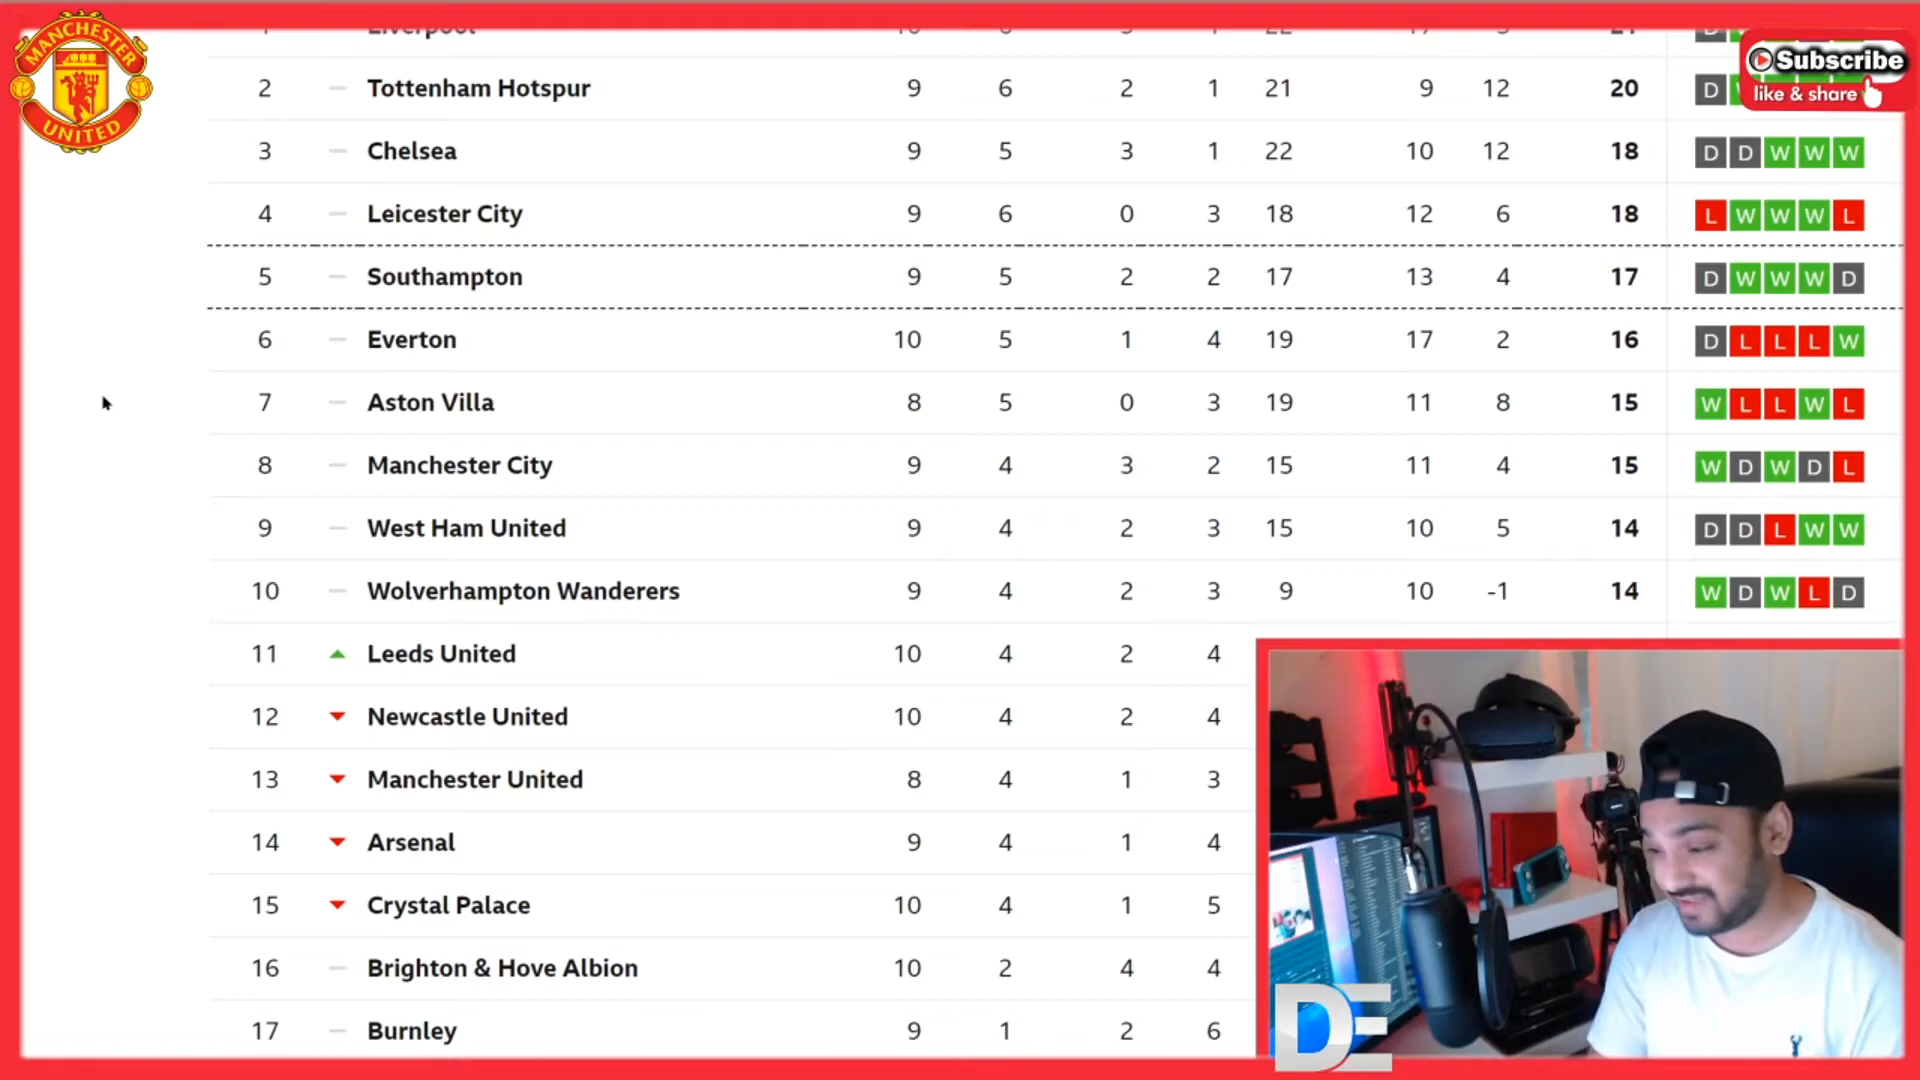 MANCHESTER
UNITED
Subscribe
like & share
Liverpool
2 Tottenham Hotspur 9 6 2 1 21 9 12 20 D
3 Chelsea 9 5 3 1 22 10 12 18 D D W W W
4 Leicester City 9 6 0 3 18 12 6 18 L W W W L
5 Southampton 9 5 2 2 17 13 4 17 D W W W D
6 Everton 10 5 1 4 19 17 2 16 D L L L W
7 Aston Villa 8 5 0 3 19 11 8 15 W L L W L
8 Manchester City 9 4 3 2 15 11 4 15 W D W D L
9 West Ham United 9 4 2 3 15 10 5 14 D D L W W
10 Wolverhampton Wanderers 9 4 2 3 9 10 -1 14 W D W L D
11 Leeds United 10 4 2 4
12 Newcastle United 10 4 2 4
13 Manchester United 8 4 1 3
14 Arsenal 9 4 1 4
15 Crystal Palace 10 4 1 5
16 Brighton & Hove Albion 10 2 4 4
17 Burnley 9 1 2 6
DE